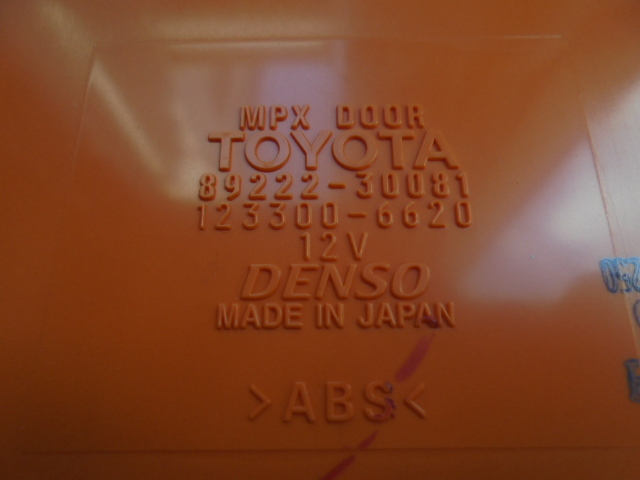 MPX DOOR
TOYOTA
89222-30081
123300-6620
12V
DENSO
MADE IN JAPAN
>ABS<